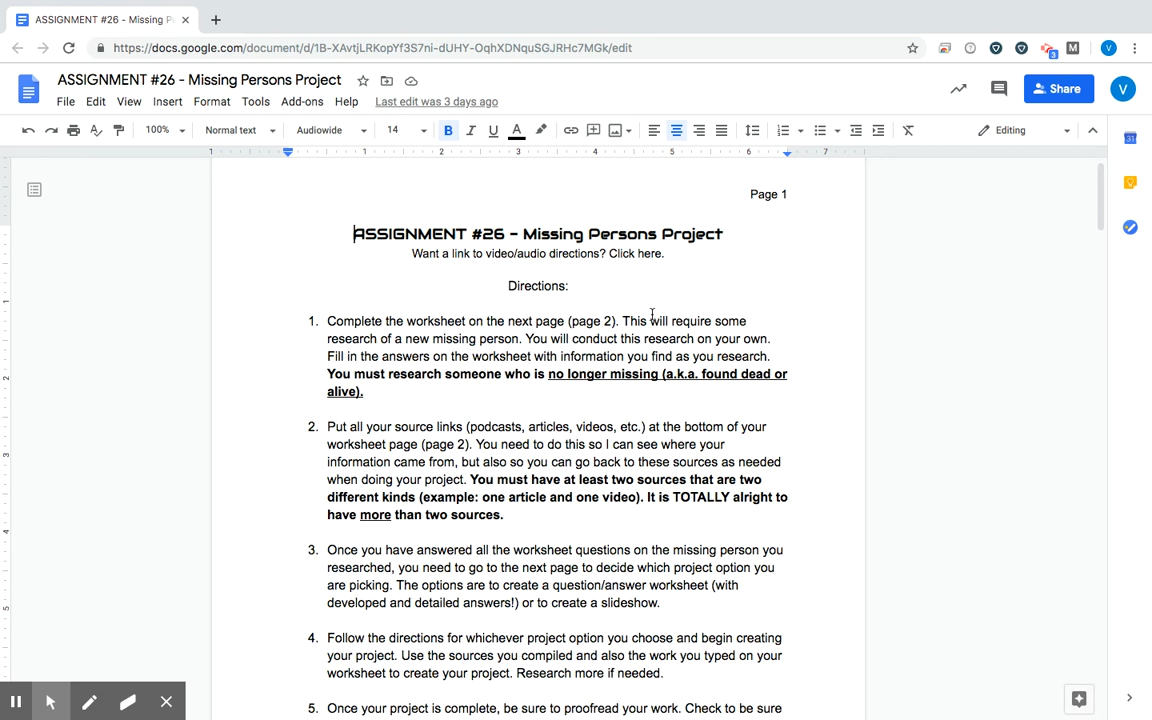 ASSIGNMENT #26 - Missing P
https://docs.google.com/document/d/1B-XAvtjLRKopYf3S7ni-dUHY-OqhXDNquSGJRHc7MGk/edit
3
M
V
ASSIGNMENT #26 - Missing Persons Project
File Edit View Insert Format Tools Add-ons Help Last edit was 3 days ago
Share
V
100% Normal text Audiowide 14 B I U A Editing
31
1 1 2 3 4 5 6 7
1
2
3
4
5
Page 1
ASSIGNMENT #26 - Missing Persons Project
Want a link to video/audio directions? Click here.
Directions:
1. Complete the worksheet on the next page (page 2). This will require some
research of a new missing person. You will conduct this research on your own.
Fill in the answers on the worksheet with information you find as you research.
You must research someone who is no longer missing (a.k.a. found dead or
alive).
2. Put all your source links (podcasts, articles, videos, etc.) at the bottom of your
worksheet page (page 2). You need to do this so I can see where your
information came from, but also so you can go back to these sources as needed
when doing your project. You must have at least two sources that are two
different kinds (example: one article and one video). It is TOTALLY alright to
have more than two sources.
3. Once you have answered all the worksheet questions on the missing person you
researched, you need to go to the next page to decide which project option you
are picking. The options are to create a question/answer worksheet (with
developed and detailed answers!) or to create a slideshow.
4. Follow the directions for whichever project option you choose and begin creating
your project. Use the sources you compiled and also the work you typed on your
worksheet to create your project. Research more if needed.
5. Once your project is complete, be sure to proofread your work. Check to be sure